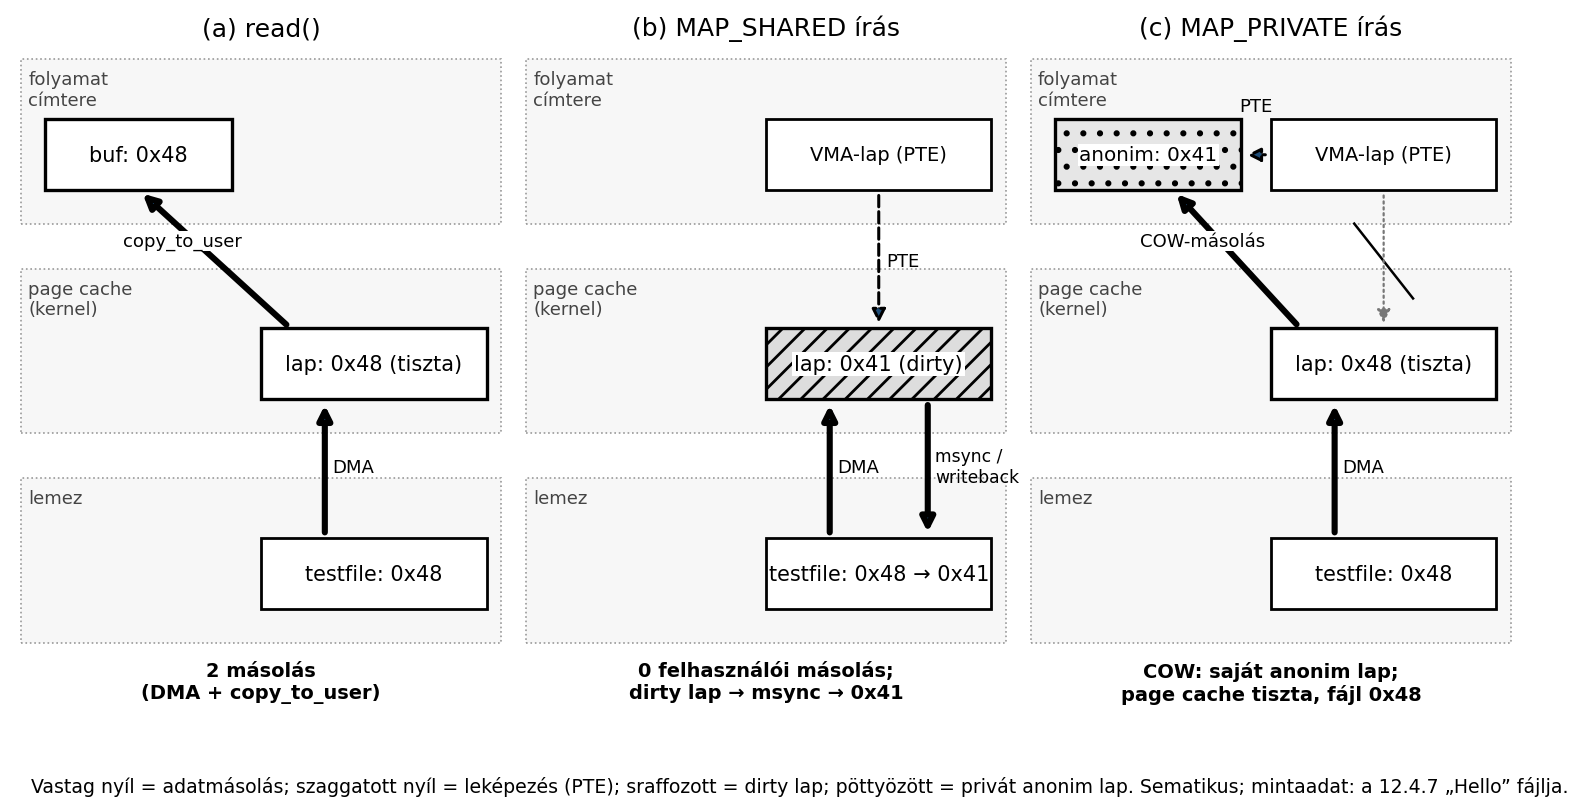 (a) read()
folyamat
címtere
buf: 0x48
copy_to_user
page cache
(kernel)
lap: 0x48 (tiszta)
DMA
lemez
testfile: 0x48
2 másolás
(DMA + copy_to_user)
(b) MAP_SHARED írás
folyamat
címtere
VMA-lap (PTE)
PTE
page cache
(kernel)
lap: 0x41 (dirty)
DMA
msync /
writeback
lemez
testfile: 0x48 → 0x41
0 felhasználói másolás;
dirty lap → msync → 0x41
(c) MAP_PRIVATE írás
folyamat
címtere
PTE
anonim: 0x41
VMA-lap (PTE)
COW-másolás
page cache
(kernel)
lap: 0x48 (tiszta)
DMA
lemez
testfile: 0x48
COW: saját anonim lap;
page cache tiszta, fájl 0x48
Vastag nyíl = adatmásolás; szaggatott nyíl = leképezés (PTE); sraffozott = dirty lap; pöttyözött = privát anonim lap. Sematikus; mintaadat: a 12.4.7 „Hello” fájlja.